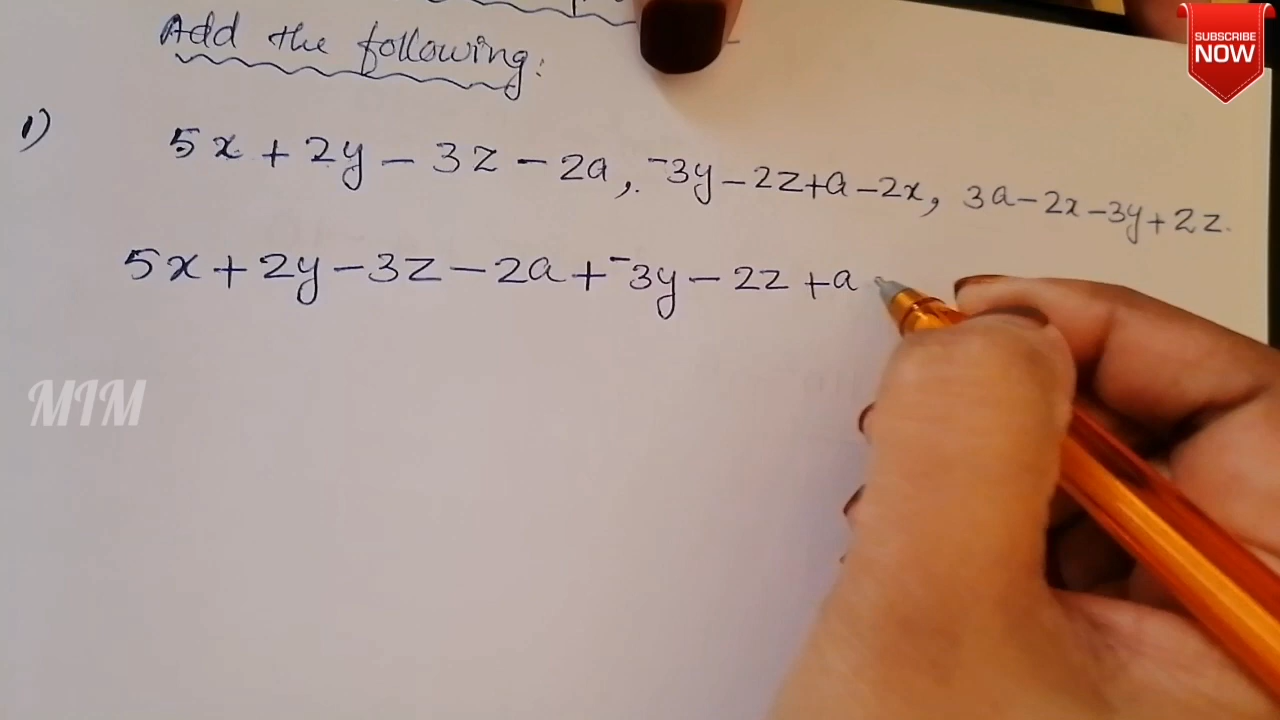 SUBSCRIBE
NOW
Add the following:
1) 5x + 2y - 3z - 2a, -3y - 2z + a - 2x, 3a - 2x - 3y + 2z.
5x + 2y - 3z - 2a + -3y - 2z + a
MIM